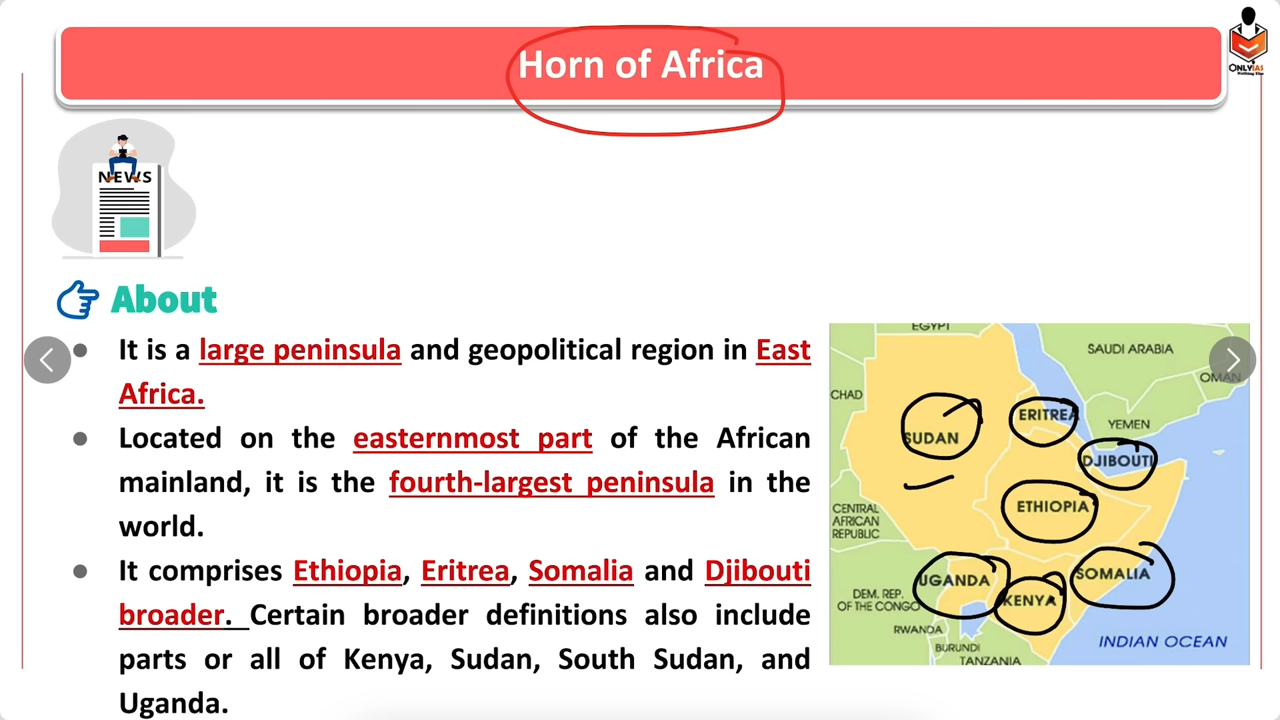 Horn of Africa
ONLYIAS
Nothing Else
NEWS
About
It is a large peninsula and geopolitical region in East
Africa.
Located on the easternmost part of the African
mainland, it is the fourth-largest peninsula in the
world.
It comprises Ethiopia, Eritrea, Somalia and Djibouti
broader. Certain broader definitions also include
parts or all of Kenya, Sudan, South Sudan, and
Uganda.
EGYPT
SAUDI ARABIA
OMAN
CHAD
ERITREA
YEMEN
SUDAN
DJIBOUTI
ETHIOPIA
CENTRAL
AFRICAN
REPUBLIC
SOMALIA
UGANDA
KENYA
DEM. REP.
OF THE CONGO
RWANDA
INDIAN OCEAN
BURUNDI
TANZANIA